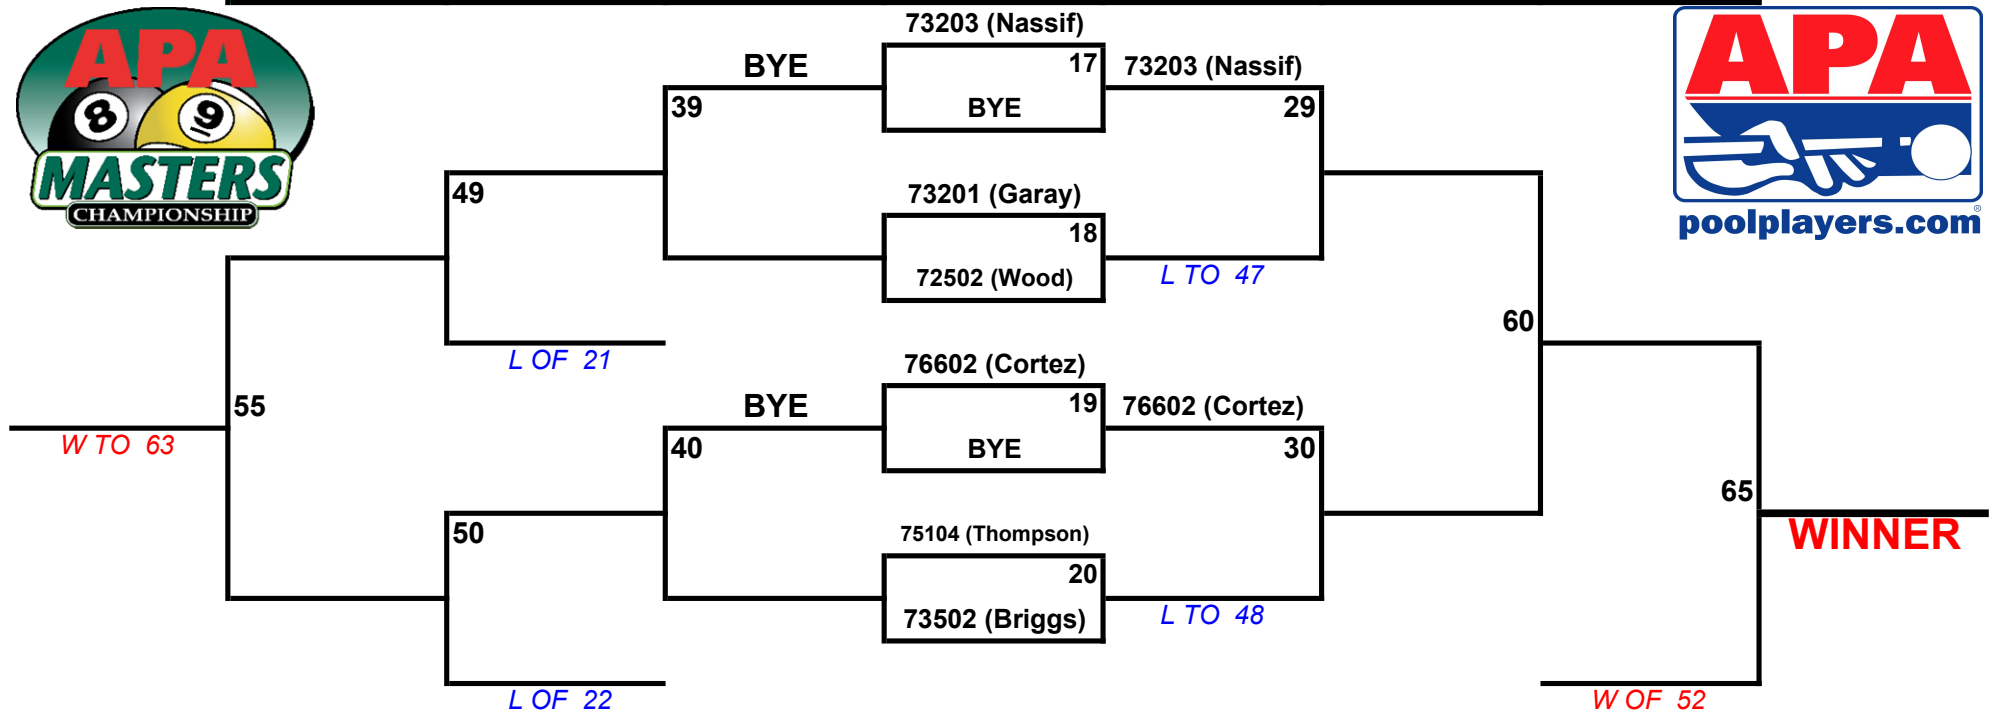 73203 (Nassif)
APA
8 9
MASTERS
CHAMPIONSHIP
APA
poolplayers.com®
BYE
17
73203 (Nassif)
39
BYE
29
49
73201 (Garay)
18
72502 (Wood)
L TO 47
60
L OF 21
76602 (Cortez)
55
BYE
19
76602 (Cortez)
W TO 63
40
BYE
30
65
50
75104 (Thompson)
WINNER
20
73502 (Briggs)
L TO 48
L OF 22
W OF 52